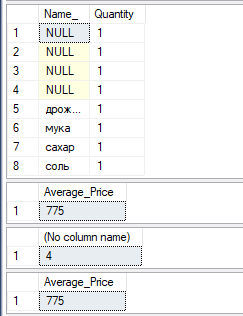 Name_ Quantity
1 NULL 1
2 NULL 1
3 NULL 1
4 NULL 1
5 дрож... 1
6 мука 1
7 сахар 1
8 соль 1
Average_Price
1 775
(No column name)
1 4
Average_Price
1 775